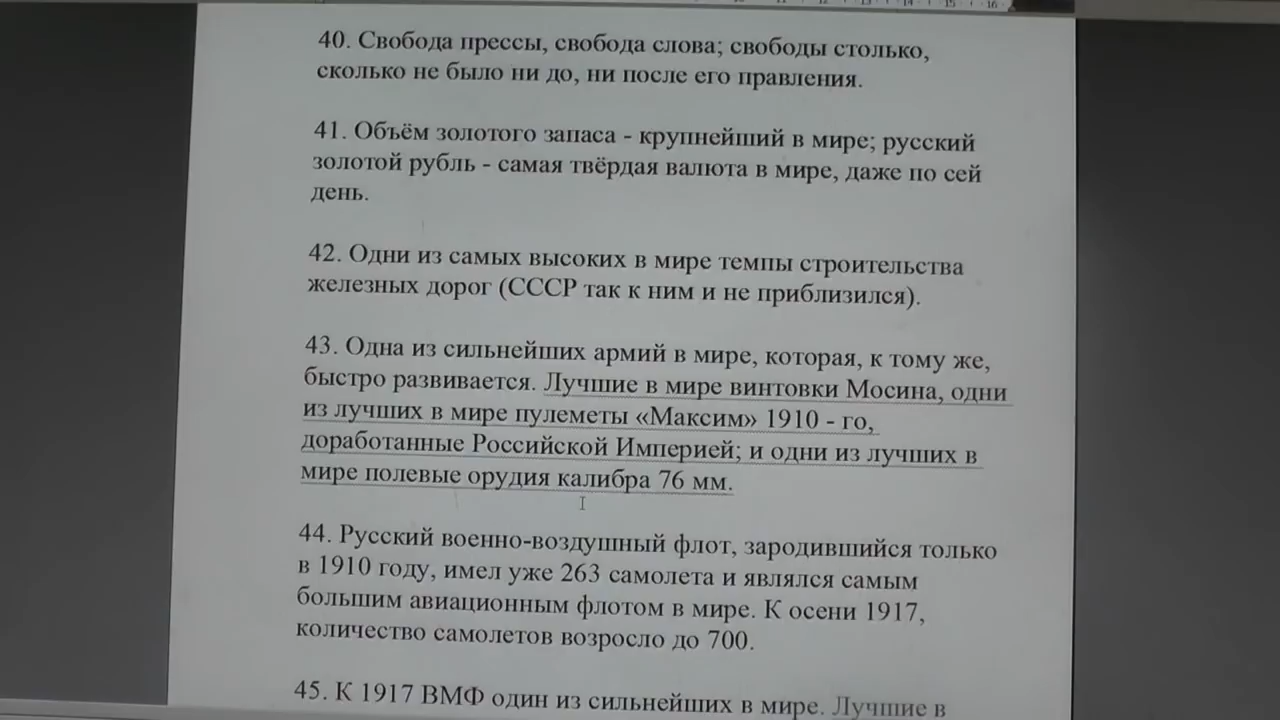 40. Свобода прессы, свобода слова; свободы столько,
сколько не было ни до, ни после его правления.
41. Объём золотого запаса - крупнейший в мире; русский
золотой рубль - самая твёрдая валюта в мире, даже по сей
день.
42. Одни из самых высоких в мире темпы строительства
железных дорог (СССР так к ним и не приблизился).
43. Одна из сильнейших армий в мире, которая, к тому же,
быстро развивается. Лучшие в мире винтовки Мосина, одни
из лучших в мире пулеметы «Максим» 1910 - го,
доработанные Российской Империей; и одни из лучших в
мире полевые орудия калибра 76 мм.
44. Русский военно-воздушный флот, зародившийся только
в 1910 году, имел уже 263 самолета и являлся самым
большим авиационным флотом в мире. К осени 1917,
количество самолетов возросло до 700.
45. К 1917 ВМФ один из сильнейших в мире. Лучшие в